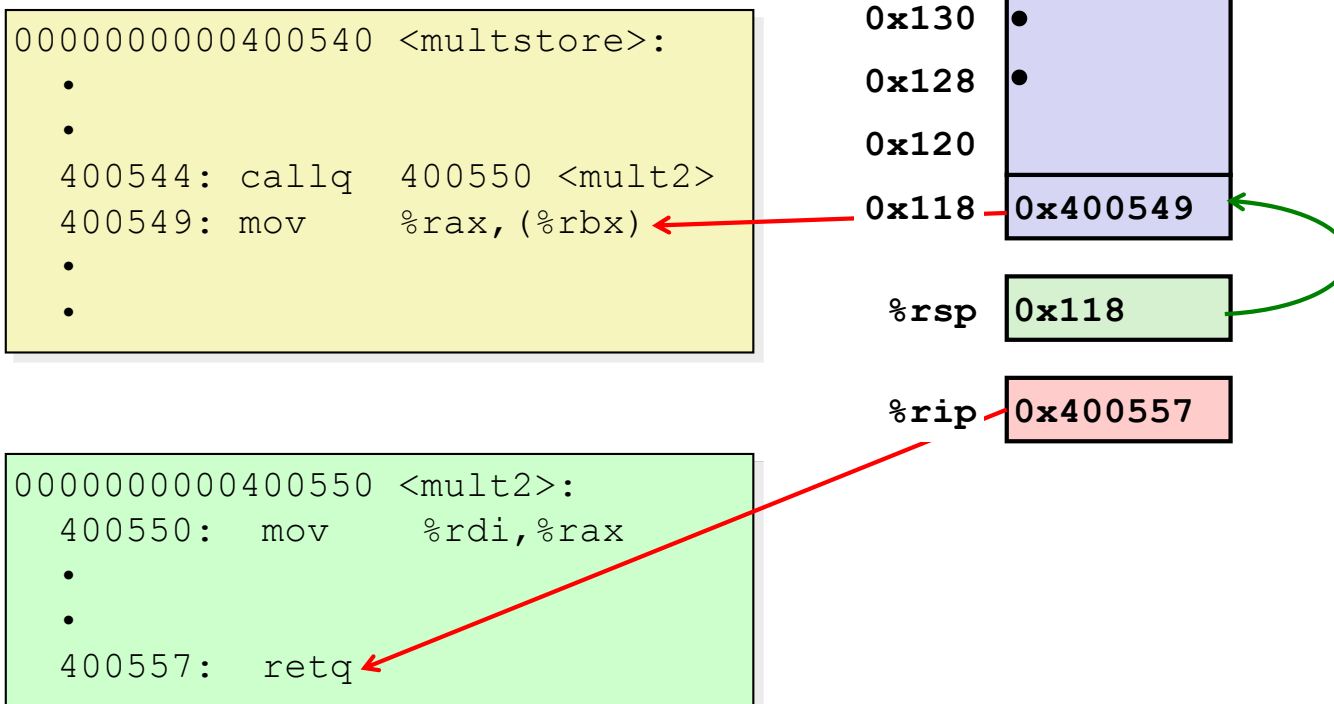 0000000000400540 <multstore>:
•
•
400544: callq 400550 <mult2>
400549: mov %rax,(%rbx)
•
•
0000000000400550 <mult2>:
400550: mov %rdi,%rax
•
•
400557: retq
0x130 •
0x128 •
0x120
0x118 0x400549
%rsp 0x118
%rip 0x400557